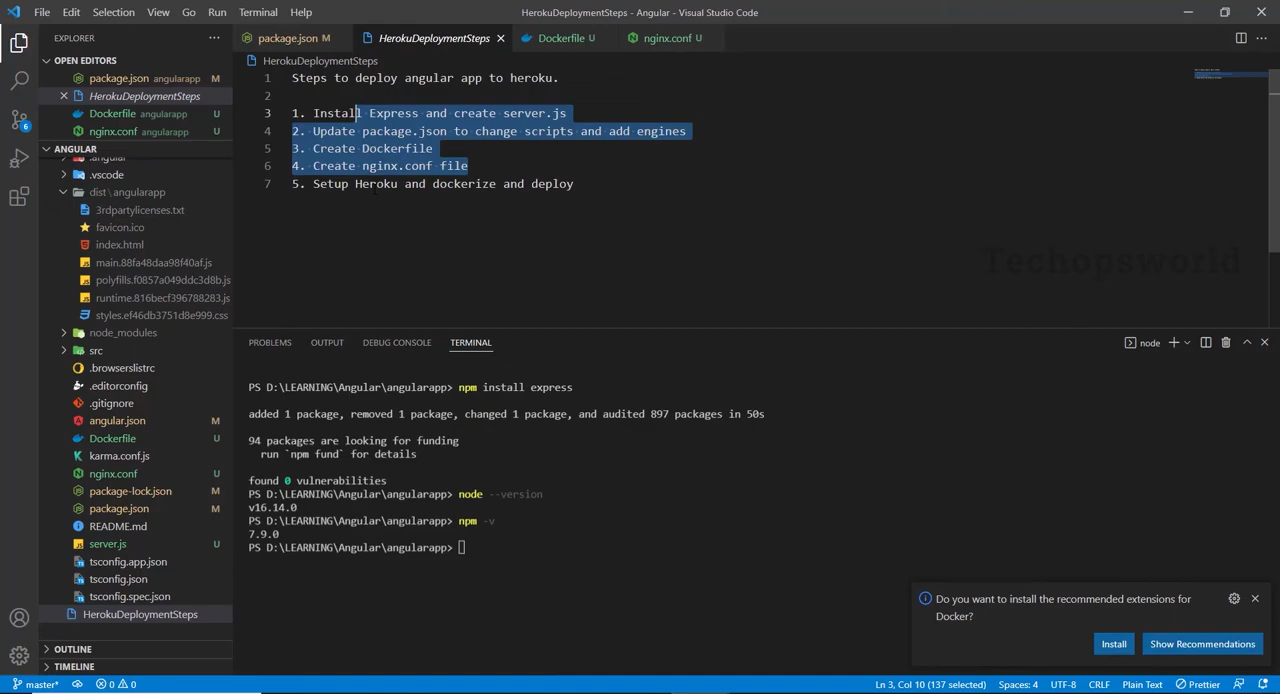 File Edit Selection View Go Run Terminal Help
HerokuDeploymentSteps - Angular - Visual Studio Code
EXPLORER
OPEN EDITORS
package.json angularapp M
HerokuDeploymentSteps
Dockerfile angularapp U
nginx.conf angularapp U
ANGULAR
.angular
.vscode
dist\angularapp
3rdpartylicenses.txt
favicon.ico
index.html
main.88fa48daa98f40af.js
polyfills.f0857a049ddc3d8b.js
runtime.816becf396788283.js
styles.ef46db3751d8e999.css
node_modules
src
.browserslistrc
.editorconfig
.gitignore
angular.json M
Dockerfile U
karma.conf.js
nginx.conf U
package-lock.json M
package.json M
README.md
server.js U
tsconfig.app.json
tsconfig.json
tsconfig.spec.json
HerokuDeploymentSteps
OUTLINE
TIMELINE
6
package.json M HerokuDeploymentSteps Dockerfile U nginx.conf U
HerokuDeploymentSteps
1 Steps to deploy angular app to heroku.
2
3 1. Install Express and create server.js
4 2. Update package.json to change scripts and add engines
5 3. Create Dockerfile
6 4. Create nginx.conf file
7 5. Setup Heroku and dockerize and deploy
Techopsworld
PROBLEMS OUTPUT DEBUG CONSOLE TERMINAL
node
PS D:\LEARNING\Angular\angularapp> npm install express
added 1 package, removed 1 package, changed 1 package, and audited 897 packages in 50s
94 packages are looking for funding
run `npm fund` for details
found 0 vulnerabilities
PS D:\LEARNING\Angular\angularapp> node --version
v16.14.0
PS D:\LEARNING\Angular\angularapp> npm -v
7.9.0
PS D:\LEARNING\Angular\angularapp>
Do you want to install the recommended extensions for
Docker?
Install Show Recommendations
master* 0 0 Ln 3, Col 10 (137 selected) Spaces: 4 UTF-8 CRLF Plain Text Prettier